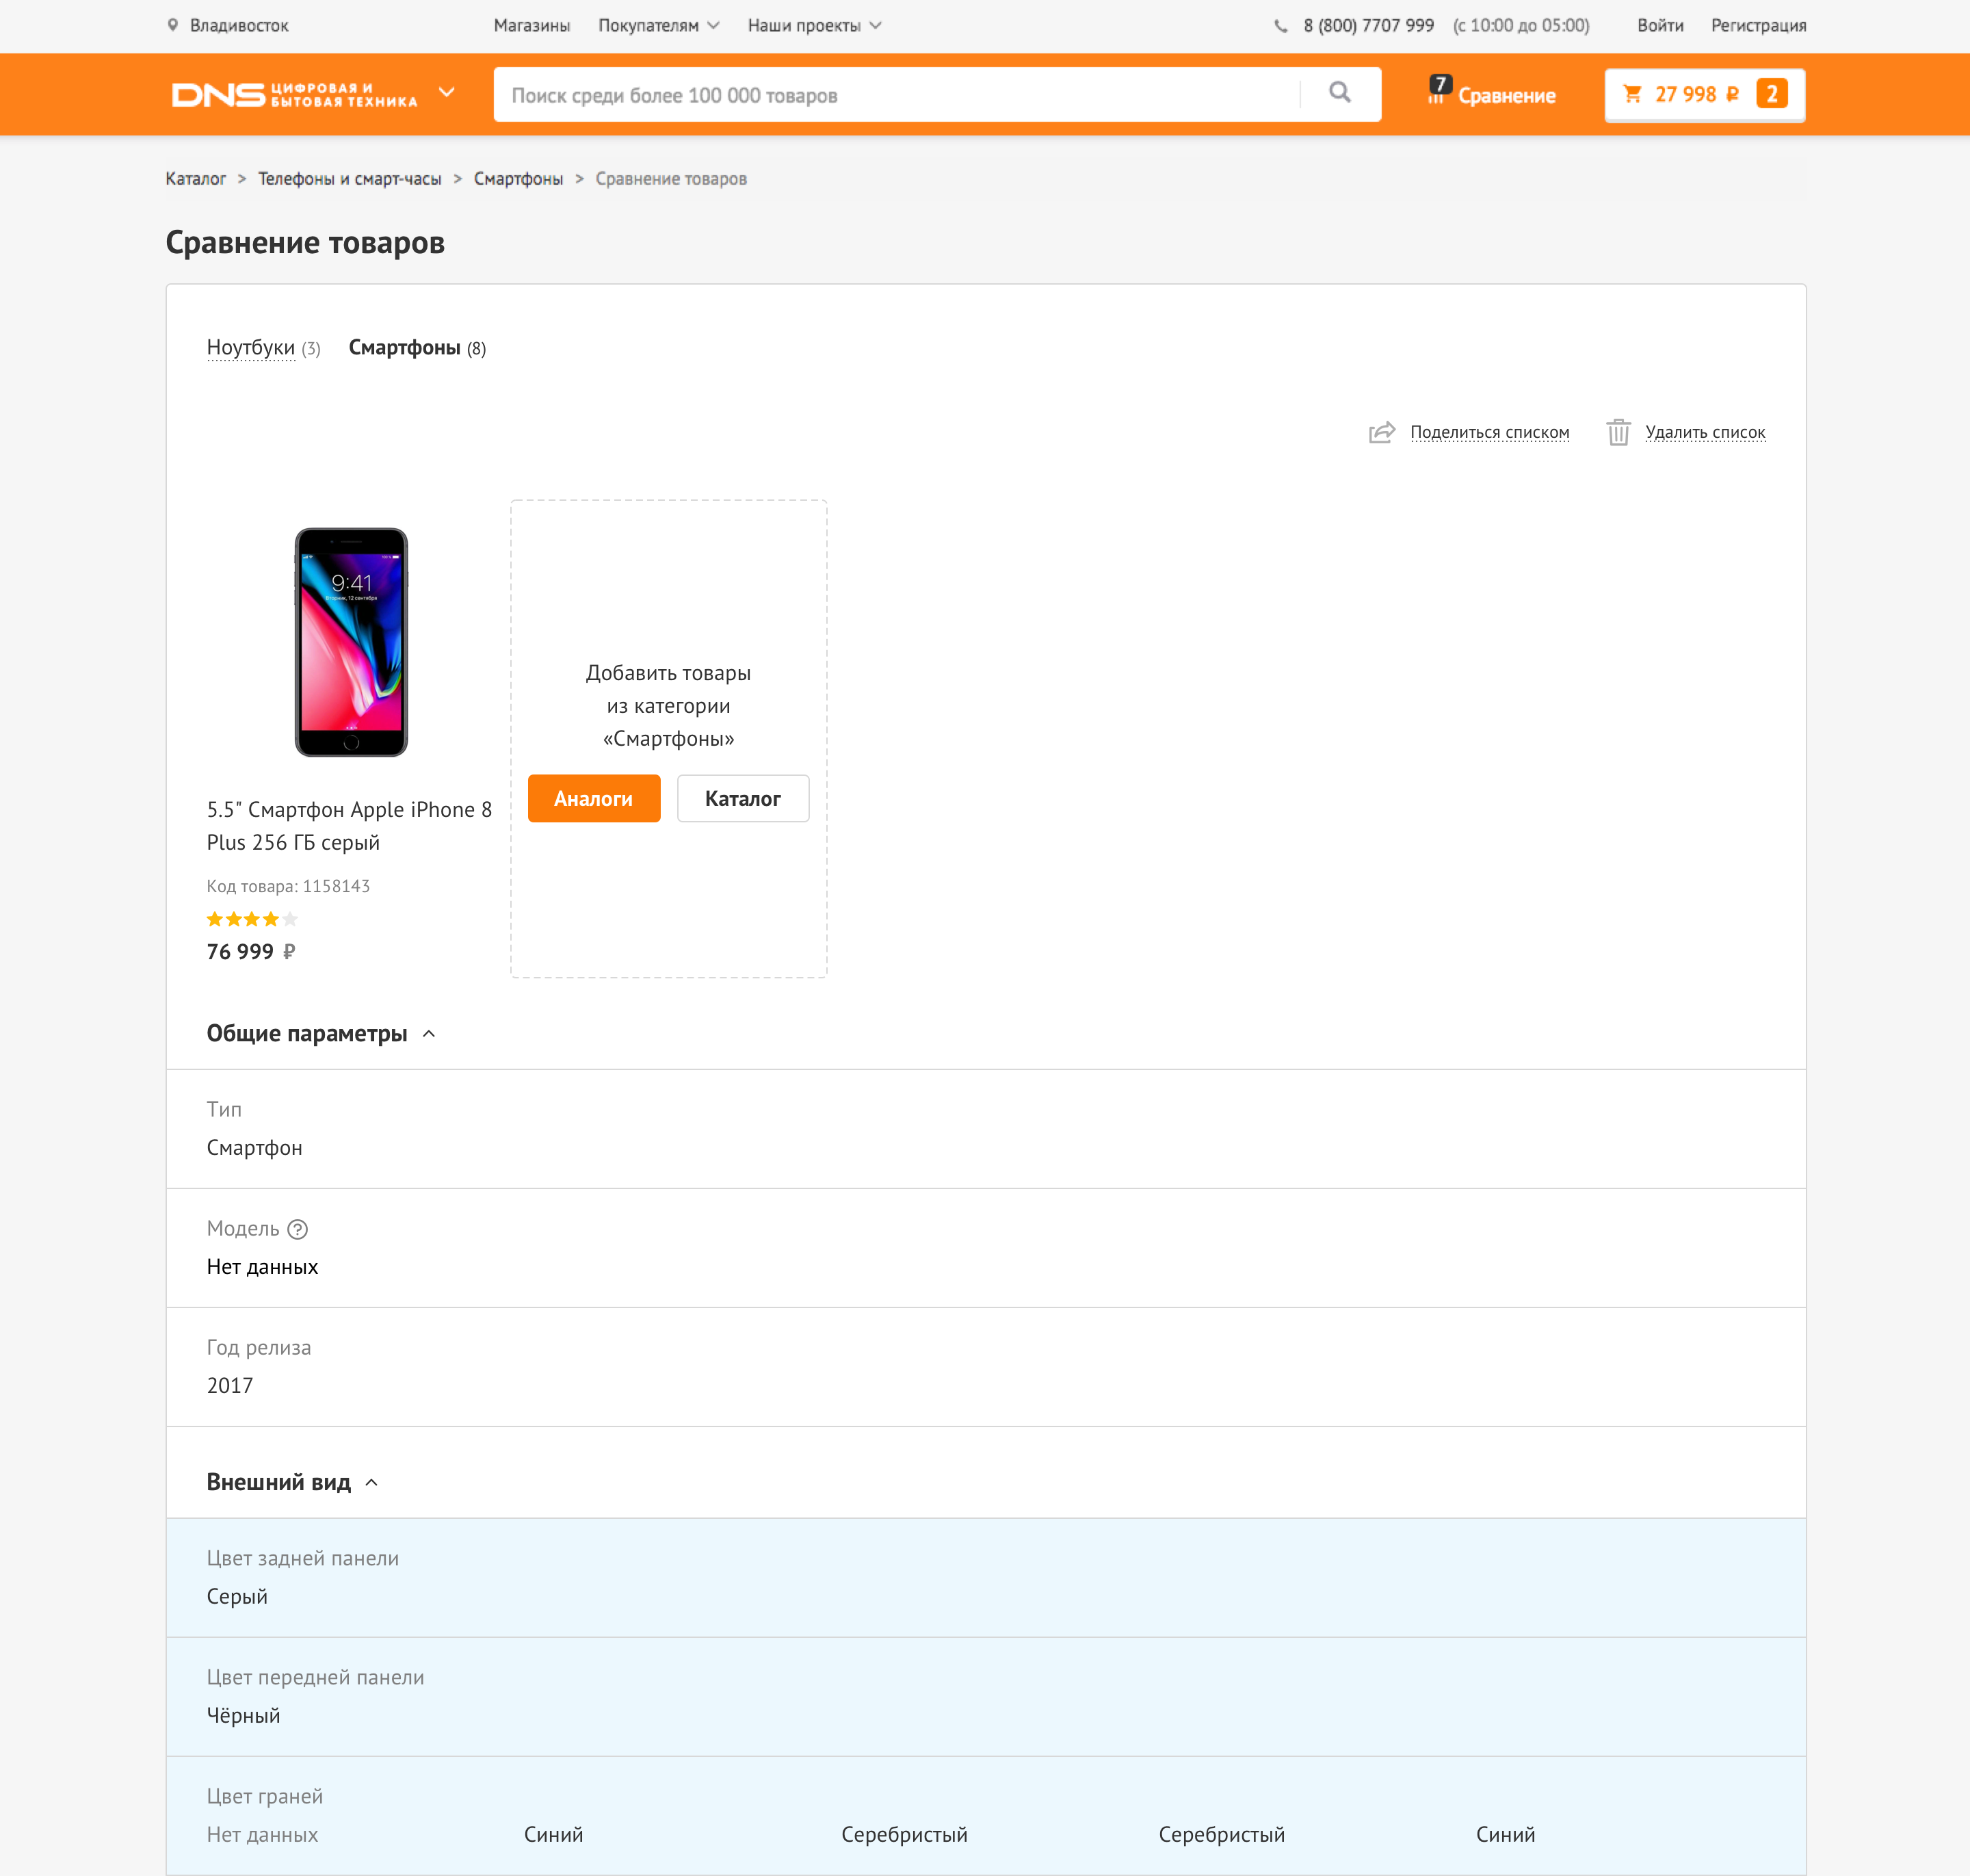 Владивосток
Магазины
Покупателям
Наши проекты
8 (800) 7707 999
(с 10:00 до 05:00)
Войти
Регистрация
DNS ЦИФРОВАЯ И
БЫТОВАЯ ТЕХНИКА
Поиск среди более 100 000 товаров
7
Сравнение
27 998 ₽
2
Каталог > Телефоны и смарт-часы > Смартфоны > Сравнение товаров
Сравнение товаров
Ноутбуки (3)
Смартфоны (8)
Поделиться списком
Удалить список
9:41
Вторник, 12 сентября
5.5" Смартфон Apple iPhone 8
Plus 256 ГБ серый
Код товара: 1158143
76 999 ₽
Добавить товары
из категории
«Смартфоны»
Аналоги
Каталог
Общие параметры
Тип
Смартфон
Модель ?
Нет данных
Год релиза
2017
Внешний вид
Цвет задней панели
Серый
Цвет передней панели
Чёрный
Цвет граней
Нет данных
Синий
Серебристый
Серебристый
Синий